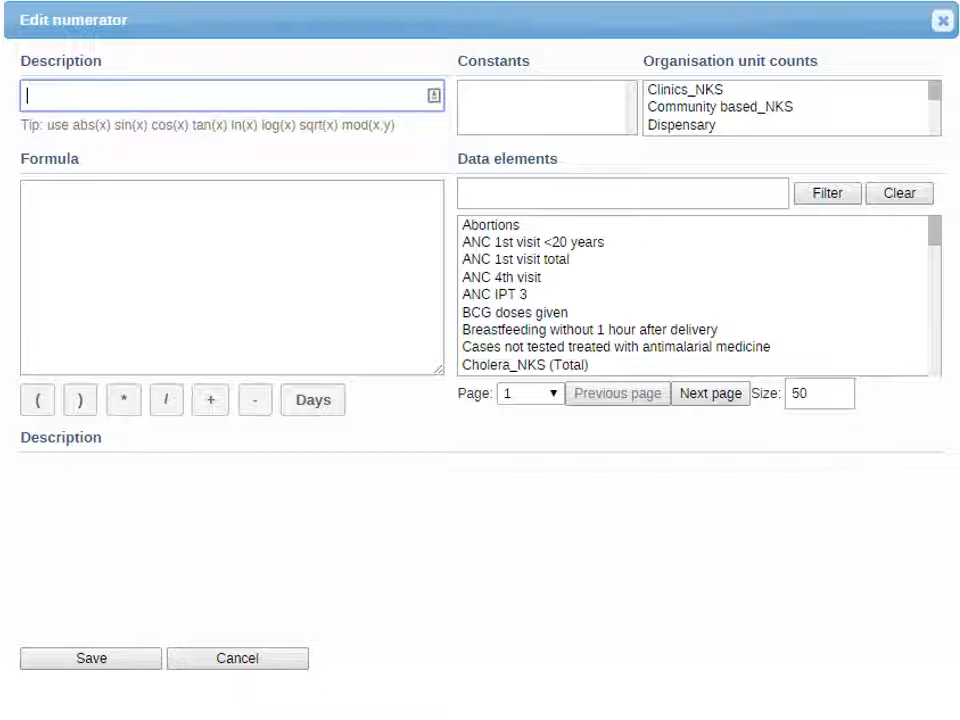 Edit numerator
Description
Constants
Organisation unit counts
Clinics_NKS
Community based_NKS
Dispensary
Tip: use abs(x) sin(x) cos(x) tan(x) ln(x) log(x) sqrt(x) mod(x,y)
Formula
Data elements
Filter
Clear
Abortions
ANC 1st visit <20 years
ANC 1st visit total
ANC 4th visit
ANC IPT 3
BCG doses given
Breastfeeding without 1 hour after delivery
Cases not tested treated with antimalarial medicine
Cholera_NKS (Total)
( ) * / + - Days
Page: 1 Previous page Next page Size: 50
Description
Save
Cancel